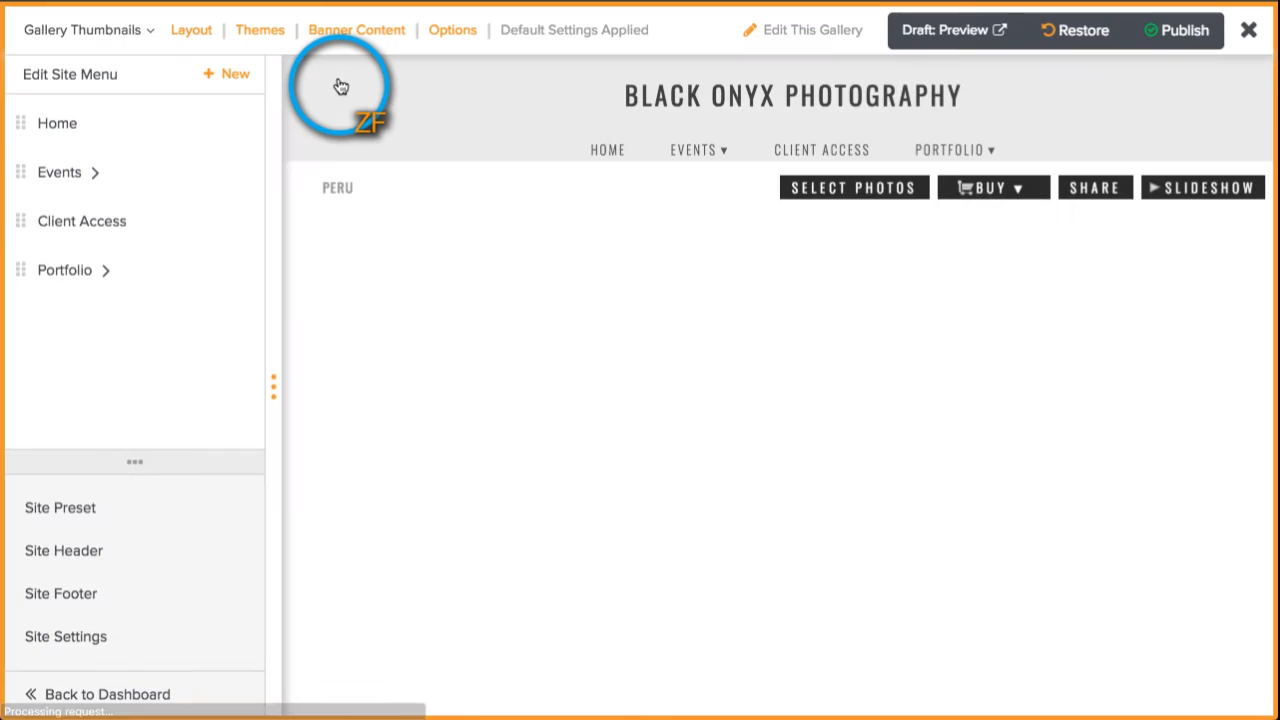 Gallery Thumbnails Layout | Themes | Banner Content | Options | Default Settings Applied Edit This Gallery Draft: Preview Restore Publish
Edit Site Menu + New
Home
Events
Client Access
Portfolio
Site Preset
Site Header
Site Footer
Site Settings
Back to Dashboard
Processing request...
ZF
BLACK ONYX PHOTOGRAPHY
HOME EVENTS ▾ CLIENT ACCESS PORTFOLIO ▾
PERU SELECT PHOTOS BUY ▾ SHARE SLIDESHOW